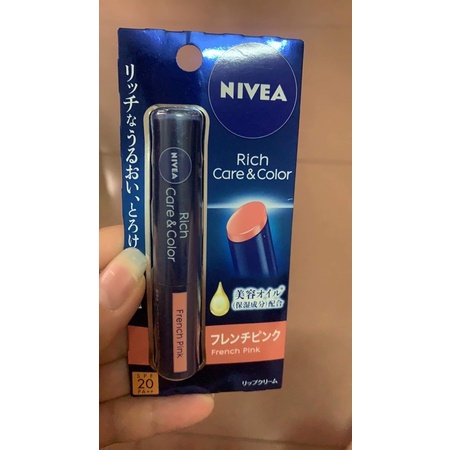 NIVEA
Rich
Care & Color
リッチなうるおい、とろけ
NIVEA
Rich
Care & Color
French Pink
美容オイル*
(保湿成分)配合
フレンチピンク
French Pink
SPF
20
PA++
リップクリーム